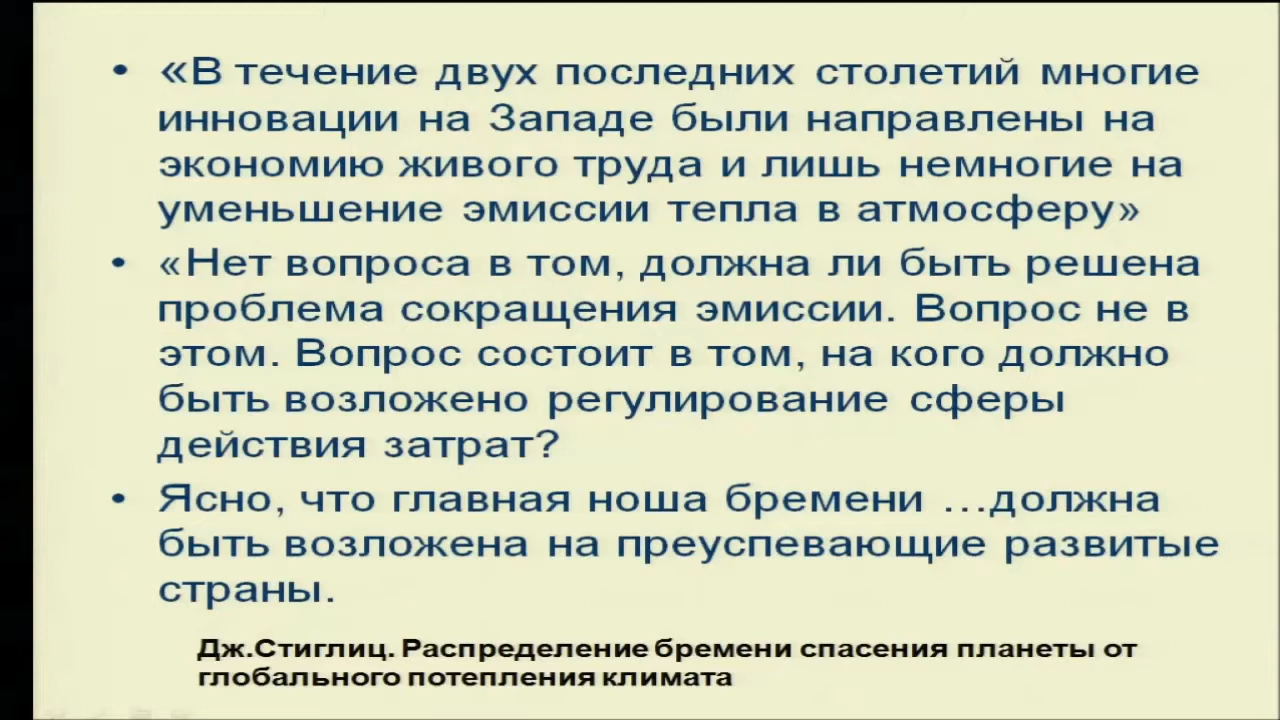 • «В течение двух последних столетий многие
инновации на Западе были направлены на
экономию живого труда и лишь немногие на
уменьшение эмиссии тепла в атмосферу»
• «Нет вопроса в том, должна ли быть решена
проблема сокращения эмиссии. Вопрос не в
этом. Вопрос состоит в том, на кого должно
быть возложено регулирование сферы
действия затрат?
• Ясно, что главная ноша бремени …должна
быть возложена на преуспевающие развитые
страны.
Дж.Стиглиц. Распределение бремени спасения планеты от
глобального потепления климата